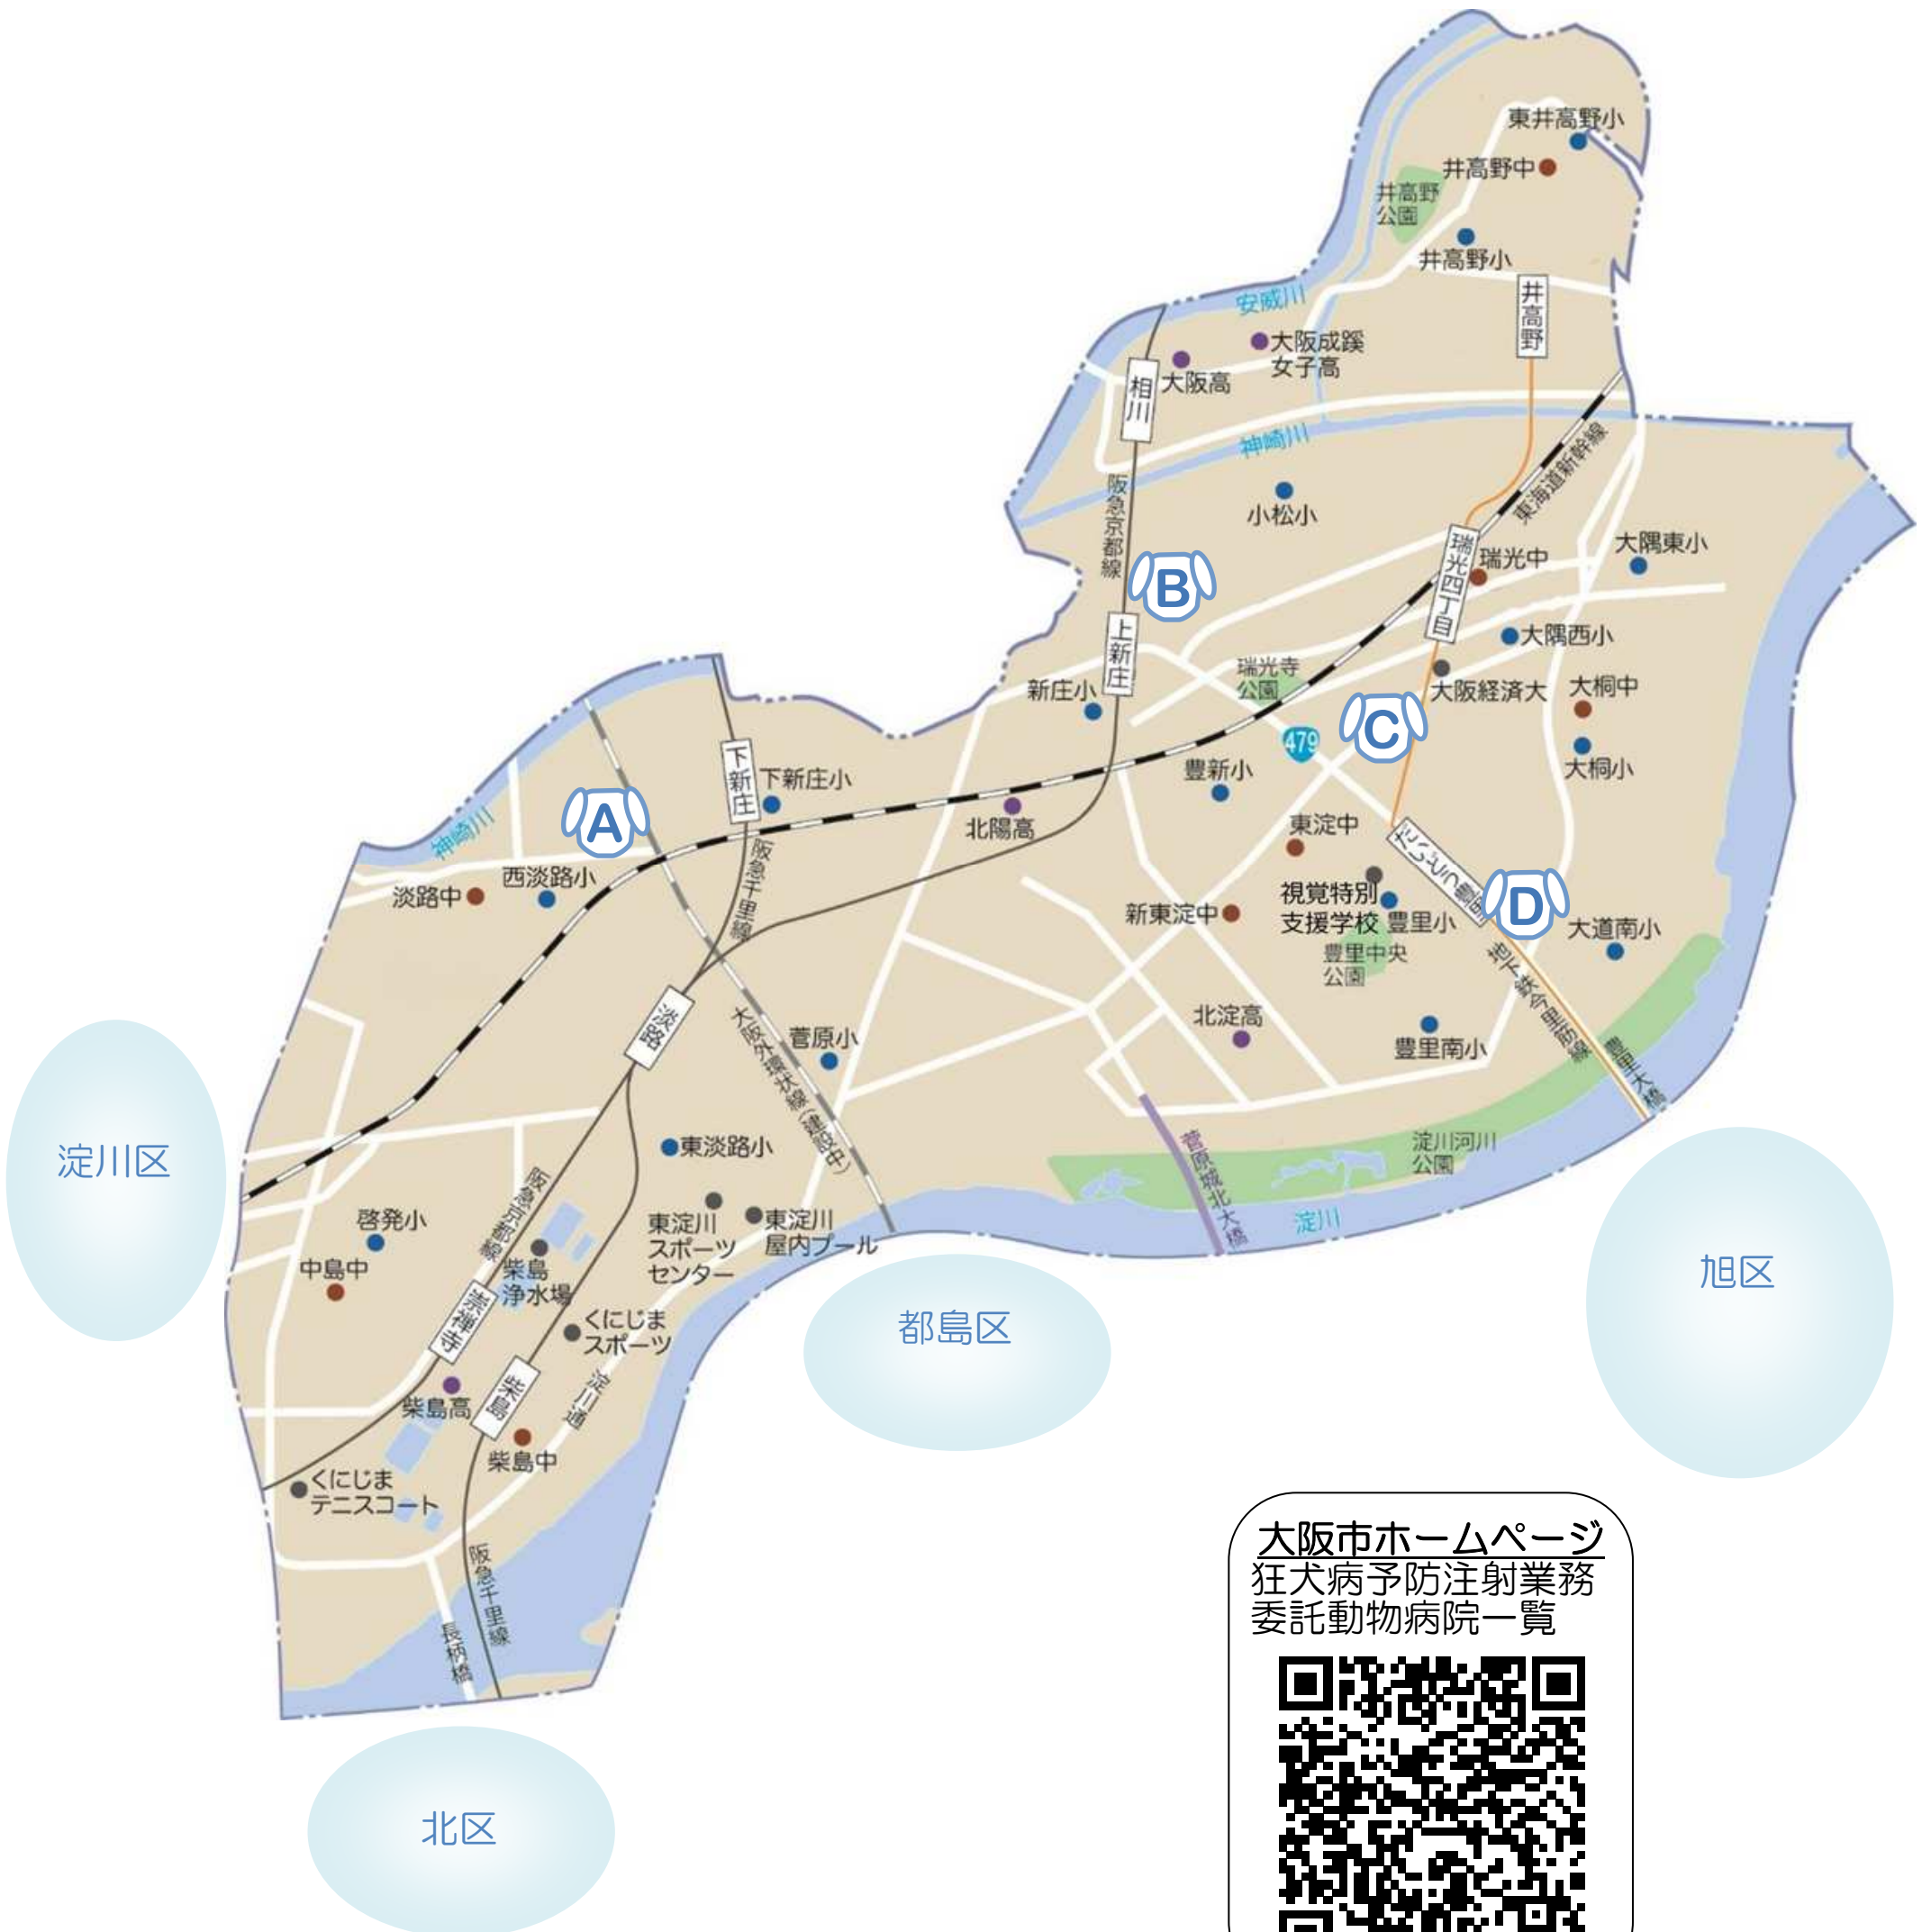 東井高野小
井高野中
井高野
公園
井高野小
井高野
安威川
大阪成蹊
女子高
大阪高
相川
神崎川
東海道新幹線
阪急京都線
小松小
瑞光四丁目
瑞光中
大隅東小
B
上新庄
大隅西小
瑞光寺
公園
新庄小
大阪経済大
大桐中
C
479
下新庄
下新庄小
豊新小
大桐小
A
神崎川
北陽高
東淀中
だいどう豊里
阪急千里線
西淡路小
淡路中
視覚特別
支援学校
豊里小
D
新東淀中
大道南小
豊里中央
公園
地下鉄今里筋線
淡路
大阪外環状線(建設中)
菅原小
北淀高
豊里南小
豊里大橋
東淡路小
菅原城北大橋
淀川河川
公園
淀川区
阪急京都線
啓発小
東淀川
スポーツ
センター
東淀川
屋内プール
淀川
中島中
柴島
浄水場
旭区
崇禅寺
くにじま
スポーツ
都島区
柴島高
柴島
淀川通
柴島中
くにじま
テニスコート
阪急千里線
長柄橋
北区
大阪市ホームページ
狂犬病予防注射業務
委託動物病院一覧